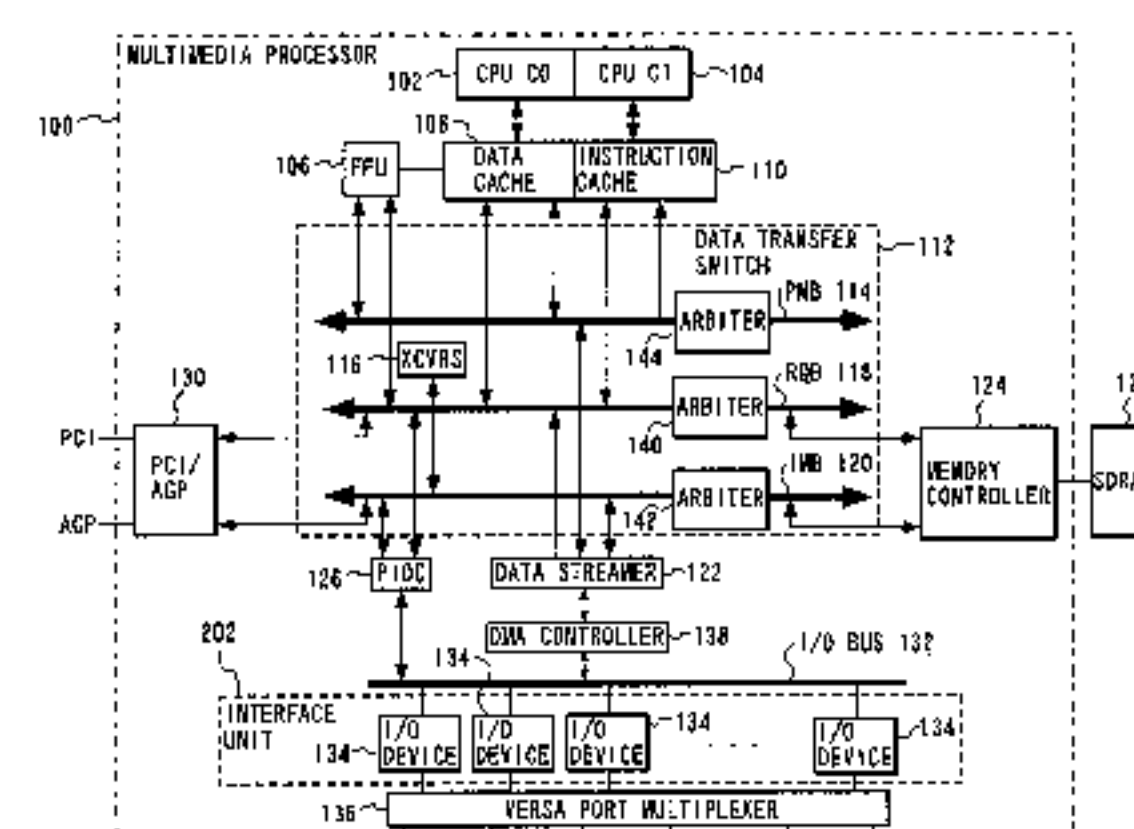 MULTIMEDIA PROCESSOR
102
CPU C0
CPU C1
104
100
108
106
FFU
DATA
CACHE
INSTRUCTION
CACHE
110
DATA TRANSFER
SWITCH
112
PMB 114
ARBITER
144
116
XCVRS
130
RGB 118
ARBITER
140
124
PCI
PCI/
AGP
IMB 120
MEMORY
CONTROLLER
ARBITER
142
AGP
126
PIOC
DATA STREAMER
122
202
DMA CONTROLLER
138
134
I/O BUS 132
INTERFACE
UNIT
134
I/O
DEVICE
I/O
DEVICE
I/O
DEVICE
134
I/O
DEVICE
134
136
VERSA PORT MULTIPLEXER